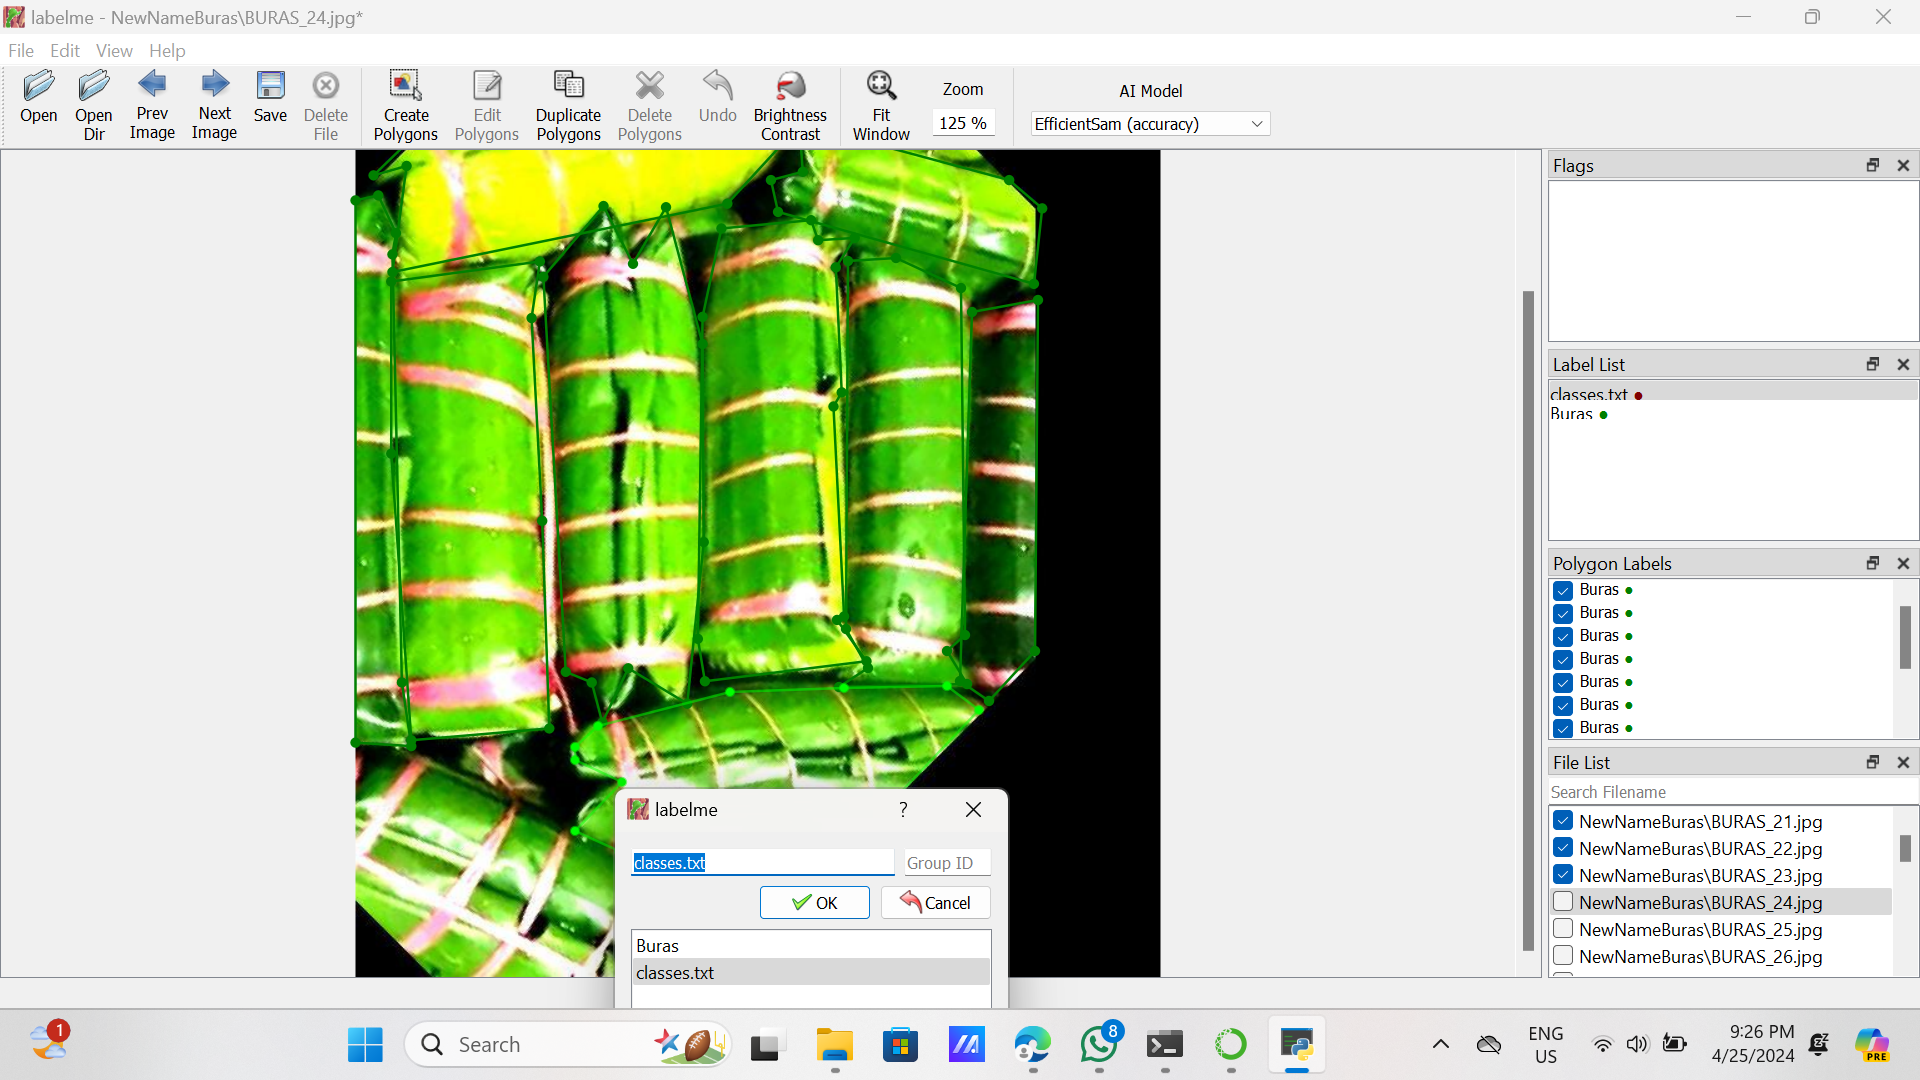 labelme - NewNameBuras\BURAS_24.jpg*
File Edit View Help
Open
Open Dir
Prev Image
Next Image
Save
Delete File
Create Polygons
Edit Polygons
Duplicate Polygons
Delete Polygons
Undo
Brightness Contrast
Fit Window
Zoom
125 %
AI Model
EfficientSam (accuracy)
Flags
Label List
classes.txt
Buras
Polygon Labels
Buras
Buras
Buras
Buras
Buras
Buras
Buras
File List
Search Filename
NewNameBuras\BURAS_21.jpg
NewNameBuras\BURAS_22.jpg
NewNameBuras\BURAS_23.jpg
NewNameBuras\BURAS_24.jpg
NewNameBuras\BURAS_25.jpg
NewNameBuras\BURAS_26.jpg
labelme ?
classes.txt Group ID
OK Cancel
Buras
classes.txt
1
Search
8
ENG
US
9:26 PM
4/25/2024
PRE